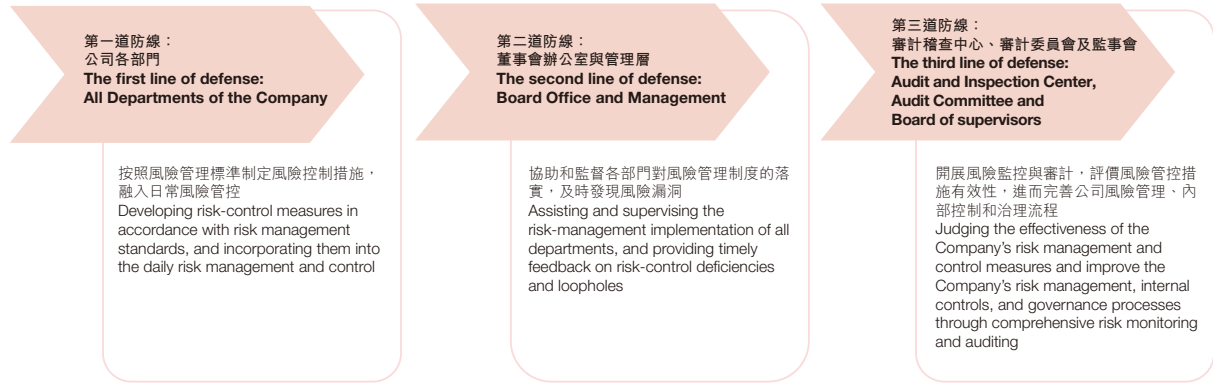 第一道防線：
公司各部門
The first line of defense:
All Departments of the Company
按照風險管理標準制定風險控制措施，
融入日常風險管控
Developing risk-control measures in
accordance with risk management
standards, and incorporating them into
the daily risk management and control
第二道防線：
董事會辦公室與管理層
The second line of defense:
Board Office and Management
協助和監督各部門對風險管理制度的落
實，及時發現風險漏洞
Assisting and supervising the
risk-management implementation of all
departments, and providing timely
feedback on risk-control deficiencies
and loopholes
第三道防線：
審計稽查中心、審計委員會及監事會
The third line of defense:
Audit and Inspection Center,
Audit Committee and
Board of supervisors
開展風險監控與審計，評價風險管控措
施有效性，進而完善公司風險管理、內
部控制和治理流程
Judging the effectiveness of the
Company’s risk management and
control measures and improve the
Company’s risk management, internal
controls, and governance processes
through comprehensive risk monitoring
and auditing